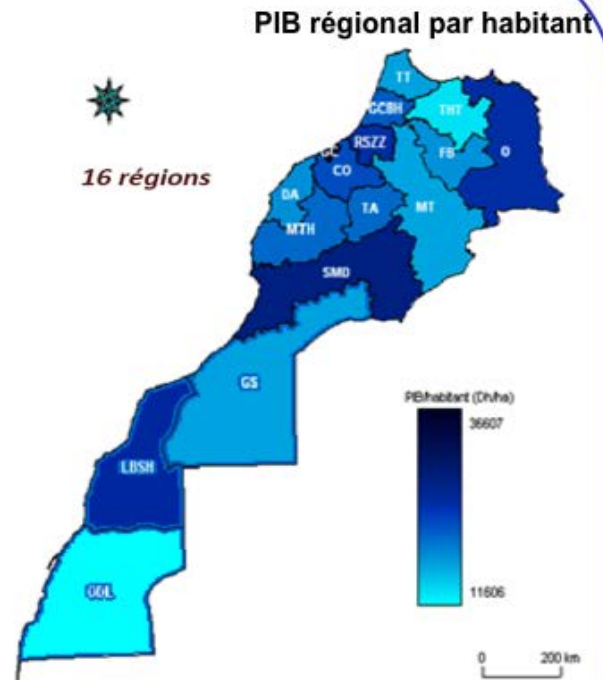 PIB régional par habitant
TT
GCBH
THT
RSZZ
FB
O
GC
CO
16 régions
DA
TA
MT
MTH
SMD
GS
PIB/habitant (Dh/ha)
36607
LBSH
11606
ODL
0
200 km